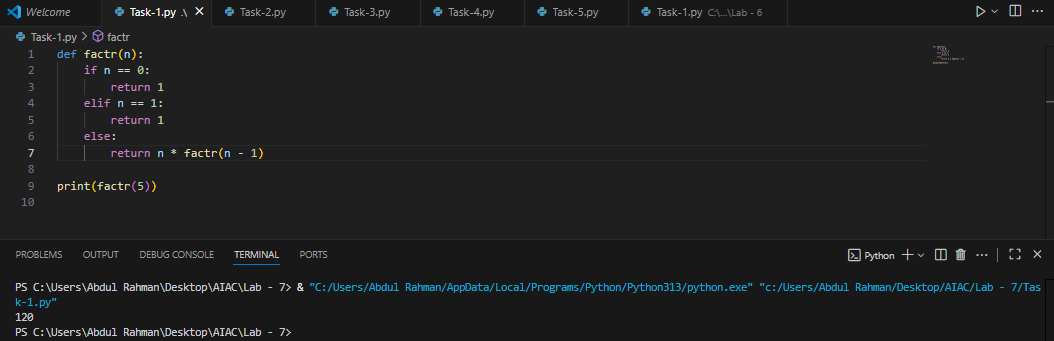 Welcome Task-1.py .\ Task-2.py Task-3.py Task-4.py Task-5.py Task-1.py C:\...\Lab - 6
Task-1.py > factr
1 def factr(n):
2     if n == 0:
3         return 1
4     elif n == 1:
5         return 1
6     else:
7         return n * factr(n - 1)
8
9 print(factr(5))
10
PROBLEMS OUTPUT DEBUG CONSOLE TERMINAL PORTS Python
PS C:\Users\Abdul Rahman\Desktop\AIAC\Lab - 7> & "C:/Users/Abdul Rahman/AppData/Local/Programs/Python/Python313/python.exe" "c:/Users/Abdul Rahman/Desktop/AIAC/Lab - 7/Tas
k-1.py"
120
PS C:\Users\Abdul Rahman\Desktop\AIAC\Lab - 7>